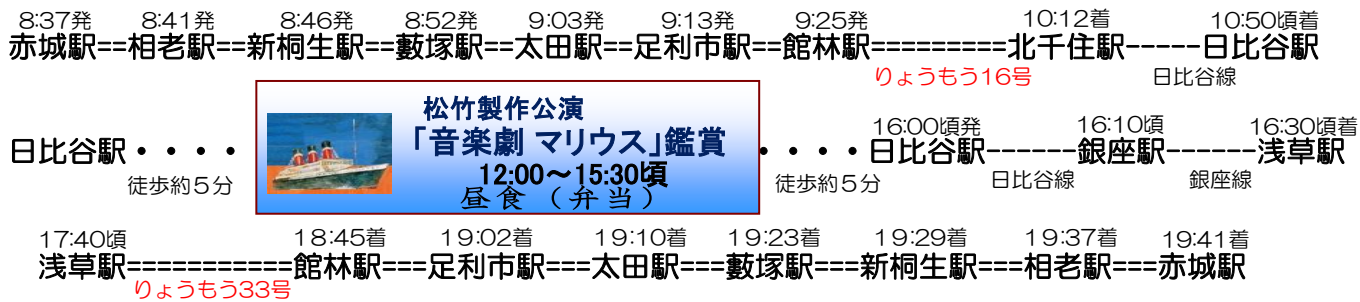 8:37発 8:41発 8:46発 8:52発 9:03発 9:13発 9:25発 10:12着 10:50頃着
赤城駅==相老駅==新桐生駅==藪塚駅==太田駅==足利市駅==館林駅=========北千住駅-----日比谷駅
りょうもう16号 日比谷線
松竹製作公演
「音楽劇 マリウス」鑑賞
12:00～15:30頃
昼食（弁当）
16:00頃発 16:10頃 16:30頃着
日比谷駅・・・・ ・・・・日比谷駅------銀座駅------浅草駅
徒歩約５分 徒歩約５分 日比谷線 銀座線
17:40頃 18:45着 19:02着 19:10着 19:23着 19:29着 19:37着 19:41着
浅草駅===========館林駅===足利市駅===太田駅===藪塚駅===新桐生駅===相老駅===赤城駅
りょうもう33号